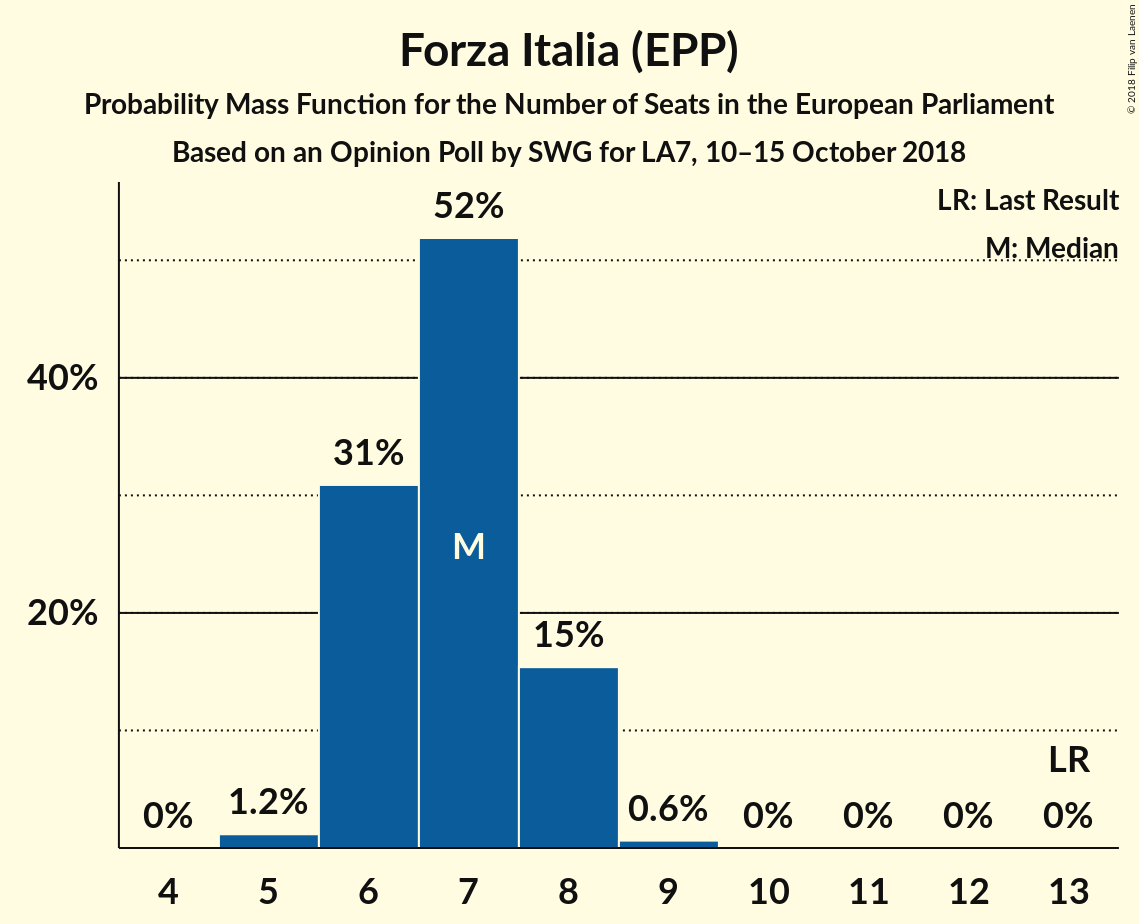 Forza Italia (EPP)
Probability Mass Function for the Number of Seats in the European Parliament
Based on an Opinion Poll by SWG for LA7, 10–15 October 2018
© 2018 Filip van Laenen
LR: Last Result
M: Median
52%
40%
31%
M
20%
15%
LR
0% 1.2% 0.6% 0% 0% 0% 0%
4 5 6 7 8 9 10 11 12 13